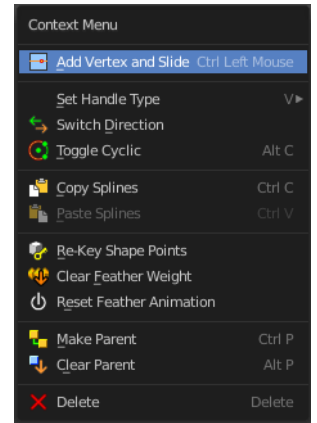 Context Menu
Add Vertex and Slide Ctrl Left Mouse
Set Handle Type V
Switch Direction
Toggle Cyclic Alt C
Copy Splines Ctrl C
Paste Splines Ctrl V
Re-Key Shape Points
Clear Feather Weight
Reset Feather Animation
Make Parent Ctrl P
Clear Parent Alt P
Delete Delete